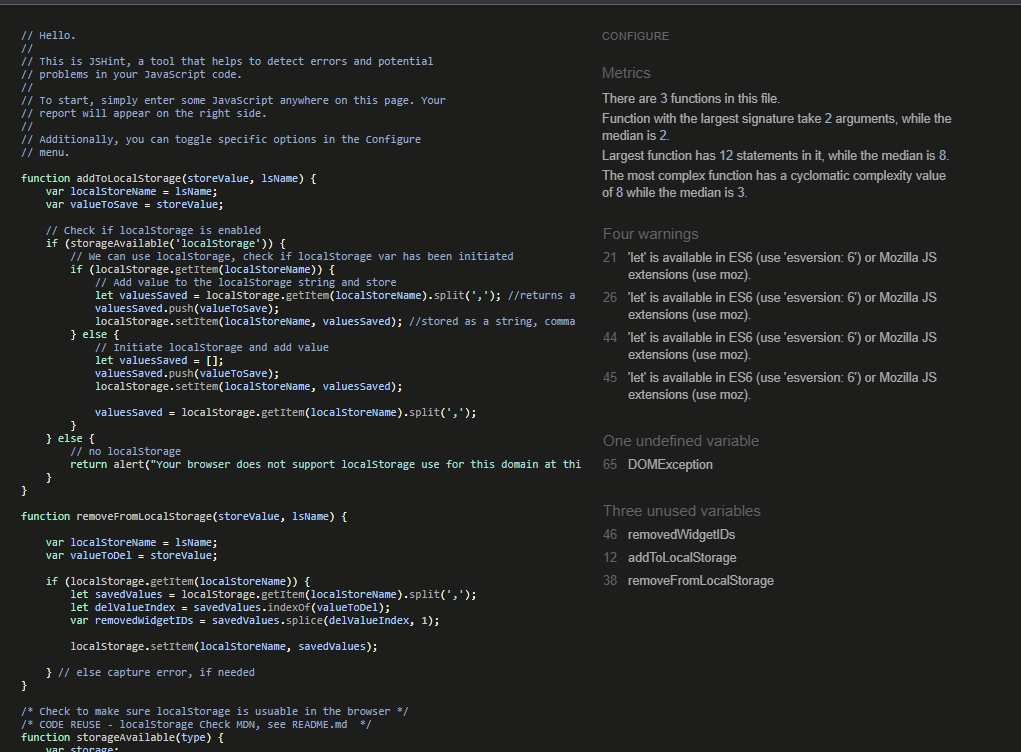 // Hello.
//
// This is JSHint, a tool that helps to detect errors and potential
// problems in your JavaScript code.
//
// To start, simply enter some JavaScript anywhere on this page. Your
// report will appear on the right side.
//
// Additionally, you can toggle specific options in the Configure
// menu.
function addToLocalStorage(storeValue, lsName) {
var localStoreName = lsName;
var valueToSave = storeValue;
// Check if localStorage is enabled
if (storageAvailable('localStorage')) {
// We can use localStorage, check if localStorage var has been initiated
if (localStorage.getItem(localStoreName)) {
// Add value to the localStorage string and store
let valuesSaved = localStorage.getItem(localStoreName).split(','); //returns a
valuesSaved.push(valueToSave);
localStorage.setItem(localStoreName, valuesSaved); //stored as a string, comma
} else {
// Initiate localStorage and add value
let valuesSaved = [];
valuesSaved.push(valueToSave);
localStorage.setItem(localStoreName, valuesSaved);
valuesSaved = localStorage.getItem(localStoreName).split(',');
}
} else {
// no localStorage
return alert("Your browser does not support localStorage use for this domain at thi
}
}
function removeFromLocalStorage(storeValue, lsName) {
var localStoreName = lsName;
var valueToDel = storeValue;
if (localStorage.getItem(localStoreName)) {
let savedValues = localStorage.getItem(localStoreName).split(',');
let delValueIndex = savedValues.indexOf(valueToDel);
var removedWidgetIDs = savedValues.splice(delValueIndex, 1);
localStorage.setItem(localStoreName, savedValues);
} // else capture error, if needed
}
/* Check to make sure localStorage is usuable in the browser */
/* CODE REUSE - localStorage Check MDN, see README.md  */
function storageAvailable(type) {
var storage;
CONFIGURE
Metrics
There are 3 functions in this file.
Function with the largest signature take 2 arguments, while the
median is 2.
Largest function has 12 statements in it, while the median is 8.
The most complex function has a cyclomatic complexity value
of 8 while the median is 3.
Four warnings
21 'let' is available in ES6 (use 'esversion: 6') or Mozilla JS
extensions (use moz).
26 'let' is available in ES6 (use 'esversion: 6') or Mozilla JS
extensions (use moz).
44 'let' is available in ES6 (use 'esversion: 6') or Mozilla JS
extensions (use moz).
45 'let' is available in ES6 (use 'esversion: 6') or Mozilla JS
extensions (use moz).
One undefined variable
65 DOMException
Three unused variables
46 removedWidgetIDs
12 addToLocalStorage
38 removeFromLocalStorage